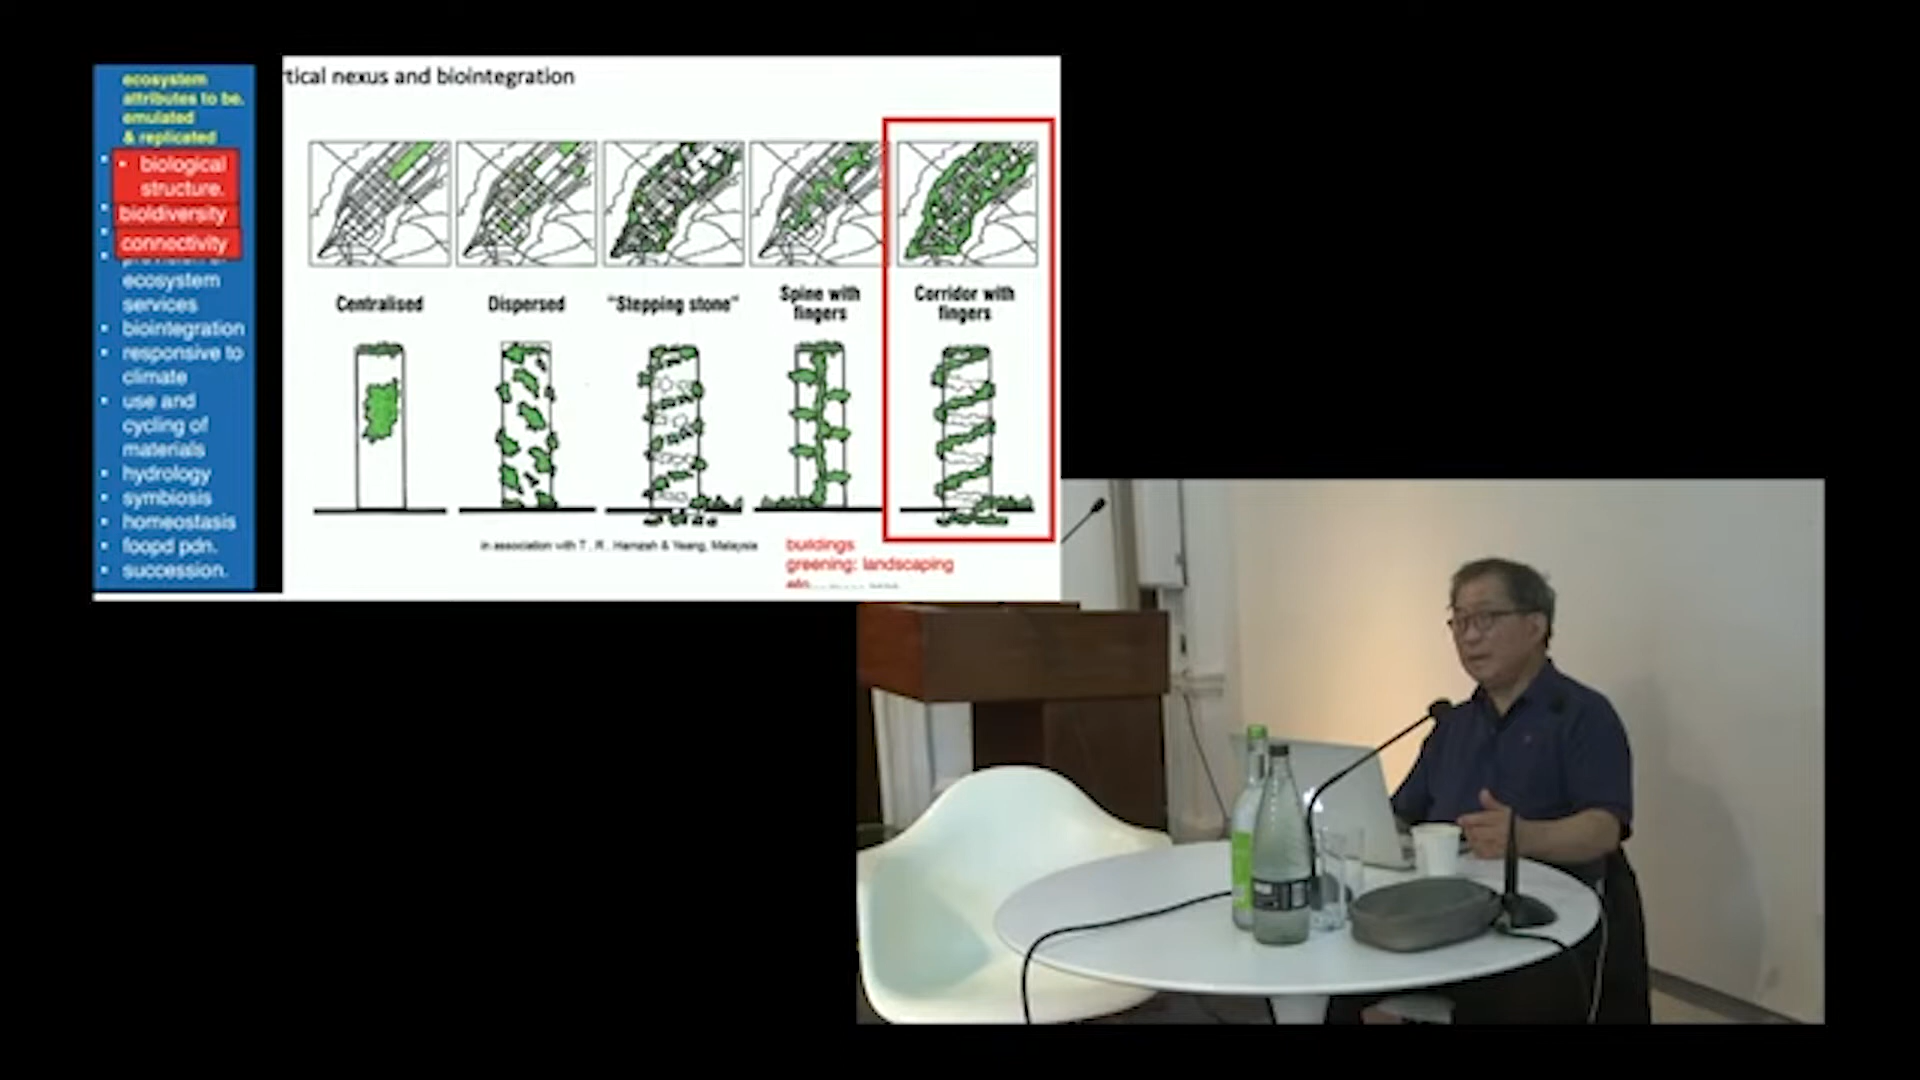 ecosystem
attributes to be.
emulated
& replicated
• biological
structure.
bioldiversity
connectivity
ecosystem
services
• biointegration
• responsive to
climate
• use and
cycling of
materials
• hydrology
• symbiosis
• homeostasis
• foopd pdn.
• succession.
rtical nexus and biointegration
Centralised
Dispersed
"Stepping stone"
Spine with
fingers
Corridor with
fingers
in association with T. R. Hamzah & Yeang, Malaysia
buildings
greening: landscaping